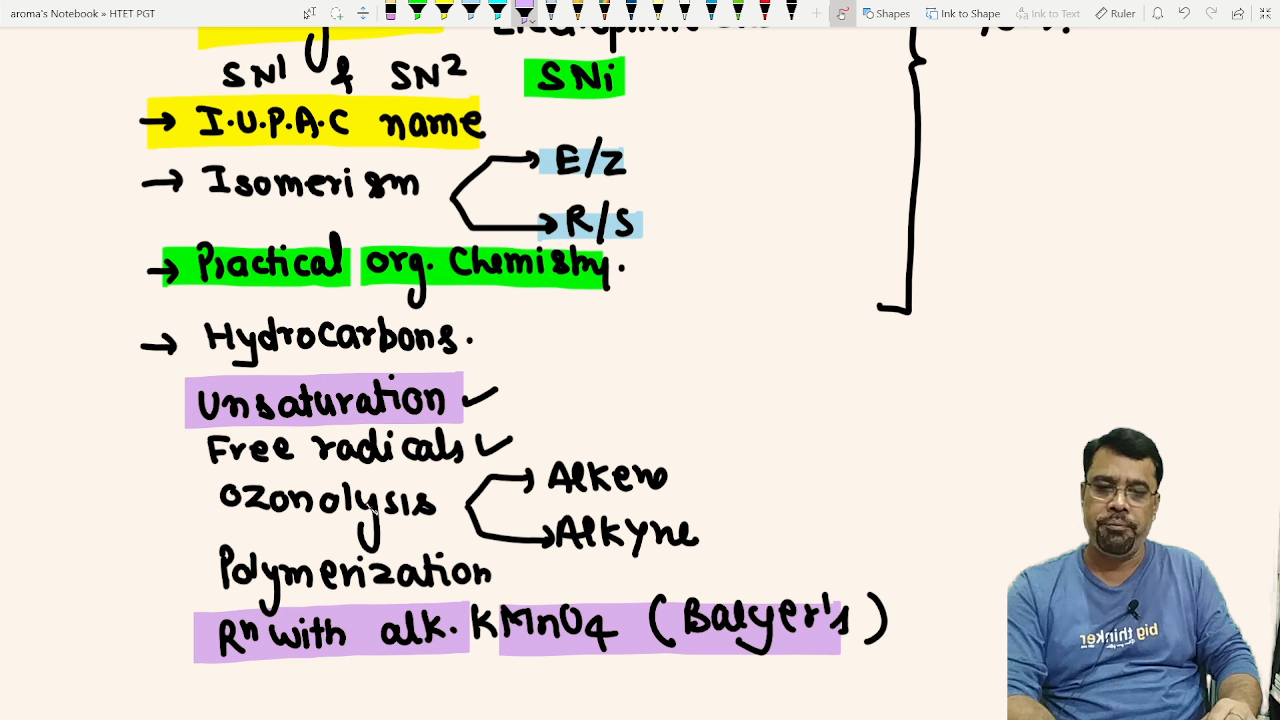 aroma's Notebook » HTET PGT
Shapes Ink to Shape Ink to Text Ruler
SN1 & SN2 SNi
→ I.U.P.A.C name
→ Isomerism → E/Z
→ R/S
→ Practical org. Chemistry.
→ Hydrocarbons.
Unsaturation ✓
Free radicals ✓
Ozonolysis → Alkene
→ Alkyne
Polymerization
Rn with alk. KMnO4 (Baeyer's)
big thinker